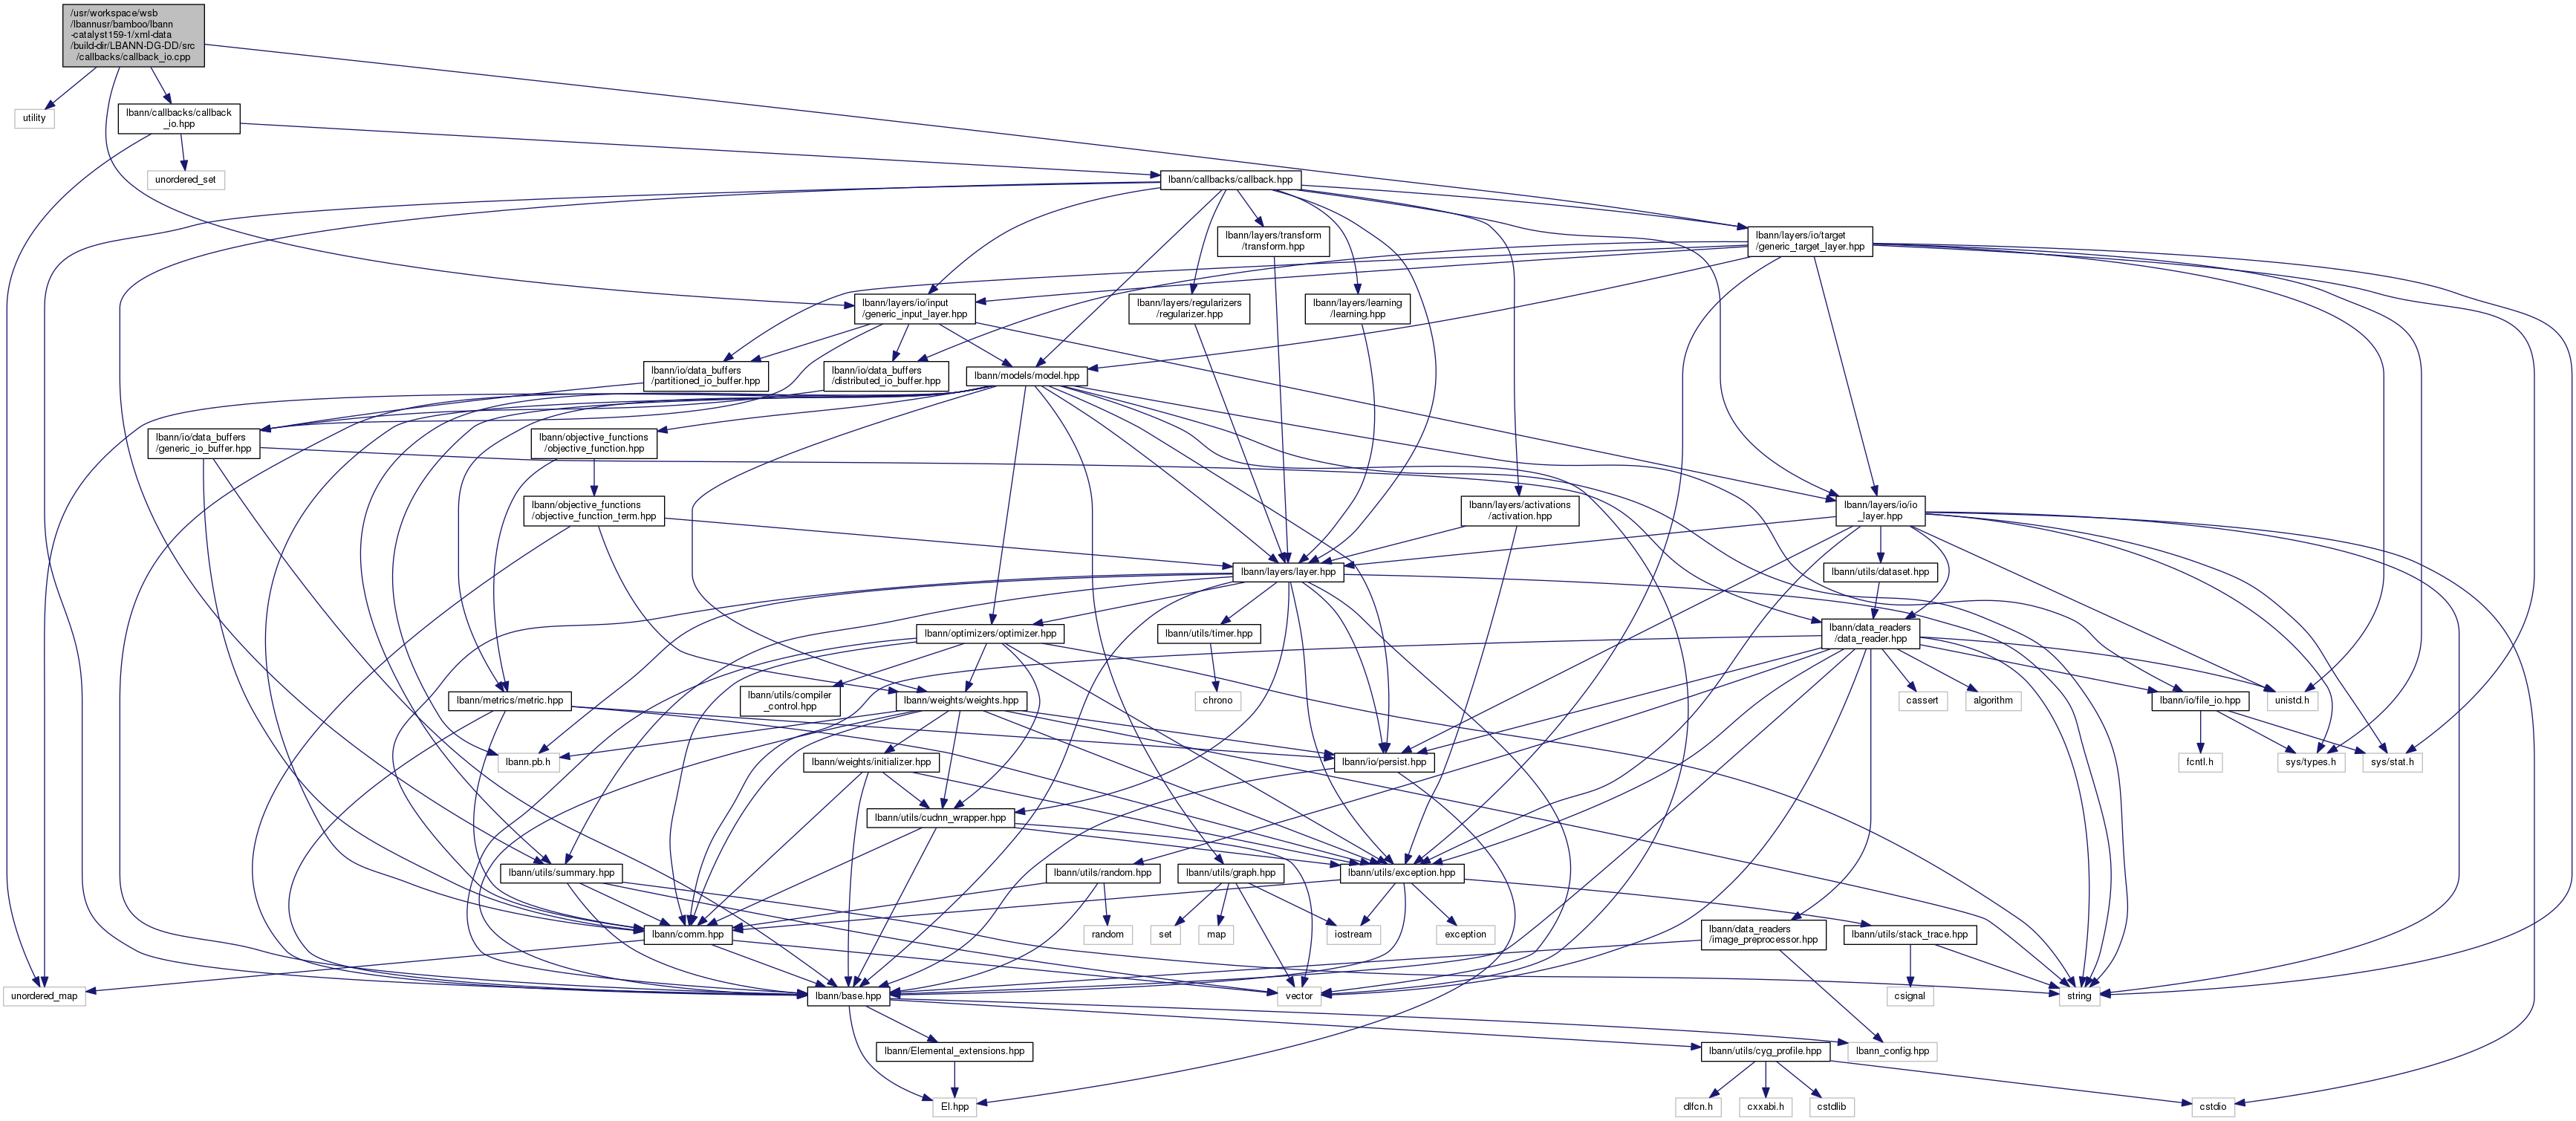 /usr/workspace/wsb
/lbannusr/bamboo/lbann
-catalyst159-1/xml-data
/build-dir/LBANN-DG-DD/src
/callbacks/callback_io.cpp
utility
lbann/callbacks/callback
_io.hpp
unordered_set
lbann/callbacks/callback.hpp
lbann/layers/transform
/transform.hpp
lbann/layers/io/target
/generic_target_layer.hpp
lbann/layers/io/input
/generic_input_layer.hpp
lbann/layers/regularizers
/regularizer.hpp
lbann/layers/learning
/learning.hpp
lbann/io/data_buffers
/partitioned_io_buffer.hpp
lbann/io/data_buffers
/distributed_io_buffer.hpp
lbann/models/model.hpp
lbann/io/data_buffers
/generic_io_buffer.hpp
lbann/objective_functions
/objective_function.hpp
lbann/objective_functions
/objective_function_term.hpp
lbann/layers/activations
/activation.hpp
lbann/layers/io/io
_layer.hpp
lbann/layers/layer.hpp
lbann/utils/dataset.hpp
lbann/optimizers/optimizer.hpp
lbann/utils/timer.hpp
lbann/data_readers
/data_reader.hpp
lbann/metrics/metric.hpp
lbann/utils/compiler
_control.hpp
lbann/weights/weights.hpp
chrono
cassert
algorithm
lbann/io/file_io.hpp
unistd.h
lbann.pb.h
lbann/weights/initializer.hpp
lbann/io/persist.hpp
fcntl.h
sys/types.h
sys/stat.h
lbann/utils/cudnn_wrapper.hpp
lbann/utils/summary.hpp
lbann/utils/random.hpp
lbann/utils/graph.hpp
lbann/utils/exception.hpp
lbann/comm.hpp
random
set
map
iostream
exception
lbann/data_readers
/image_preprocessor.hpp
lbann/utils/stack_trace.hpp
unordered_map
lbann/base.hpp
vector
csignal
string
lbann/Elemental_extensions.hpp
lbann/utils/cyg_profile.hpp
lbann_config.hpp
El.hpp
dlfcn.h
cxxabi.h
cstdlib
cstdio